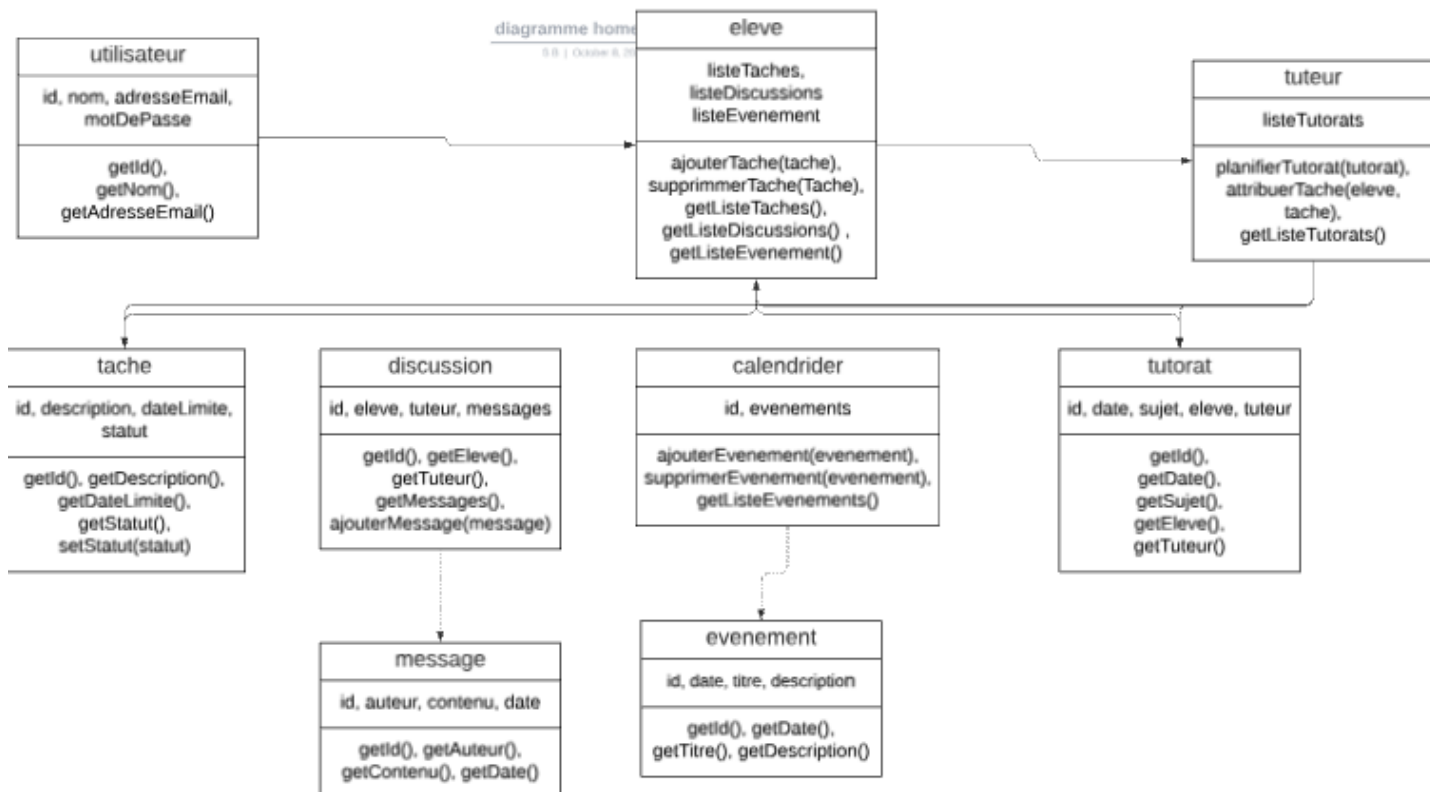 diagramme home
utilisateur
id, nom, adresseEmail,
motDePasse
getId(),
getNom(),
getAdresseEmail()
eleve
listeTaches,
listeDiscussions
listeEvenement
ajouterTache(tache),
supprimmerTache(Tache),
getListeTaches(),
getListeDiscussions() ,
getListeEvenement()
tuteur
listeTutorats
planifierTutorat(tutorat),
attribuerTache(eleve,
tache),
getListeTutorats()
tache
id, description, dateLimite,
statut
getId(), getDescription(),
getDateLimite(),
getStatut(),
setStatut(statut)
discussion
id, eleve, tuteur, messages
getId(), getEleve(),
getTuteur(),
getMessages(),
ajouterMessage(message)
calendrider
id, evenements
ajouterEvenement(evenement),
supprimerEvenement(evenement),
getListeEvenements()
tutorat
id, date, sujet, eleve, tuteur
getId(),
getDate(),
getSujet(),
getEleve(),
getTuteur()
message
id, auteur, contenu, date
getId(), getAuteur(),
getContenu(), getDate()
evenement
id, date, titre, description
getId(), getDate(),
getTitre(), getDescription()